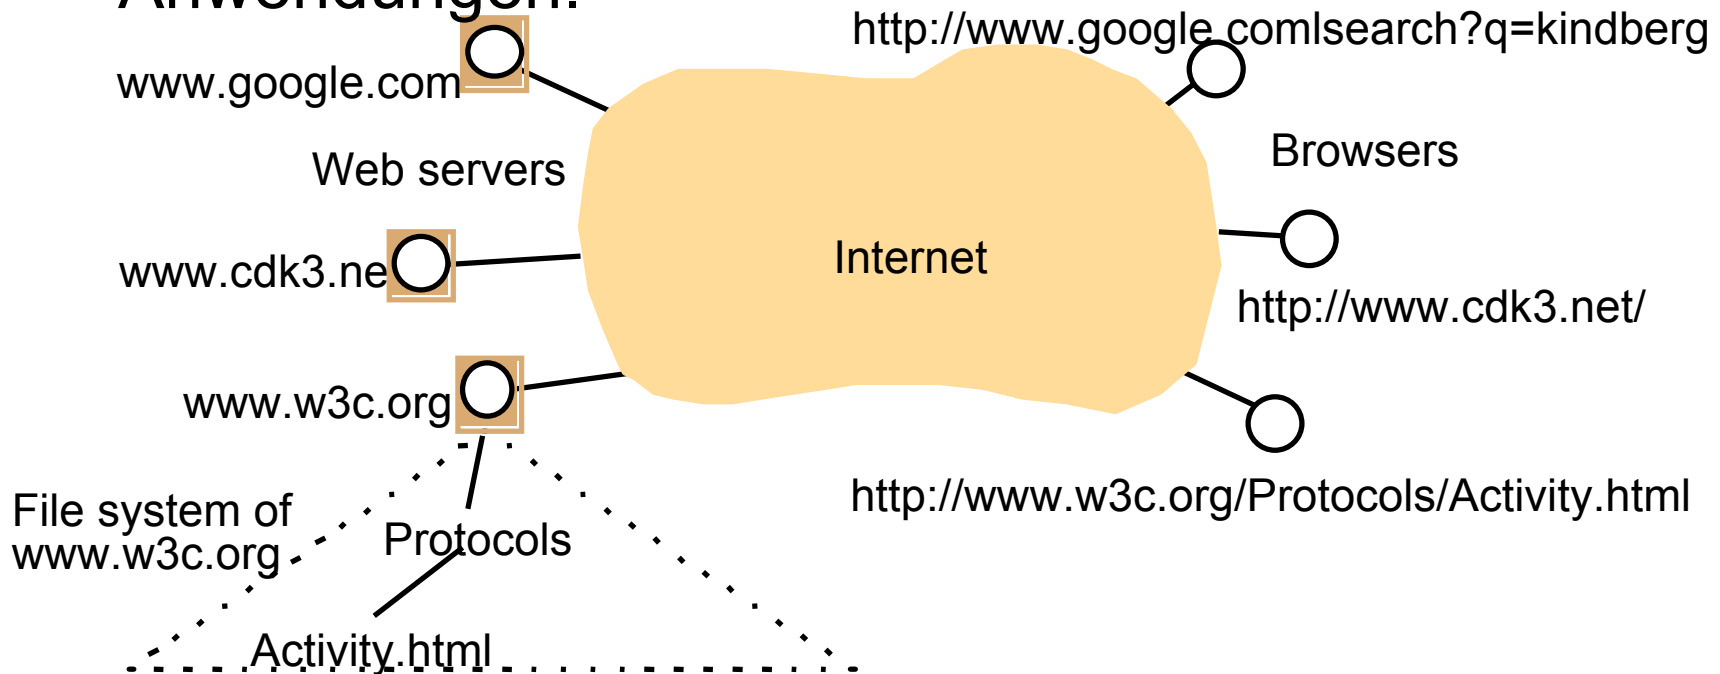 Anwendungen:
http://www.google.comlsearch?q=kindberg
www.google.com
Browsers
Web servers
Internet
www.cdk3.ne
http://www.cdk3.net/
www.w3c.org
http://www.w3c.org/Protocols/Activity.html
File system of
www.w3c.org
Protocols
Activity.html